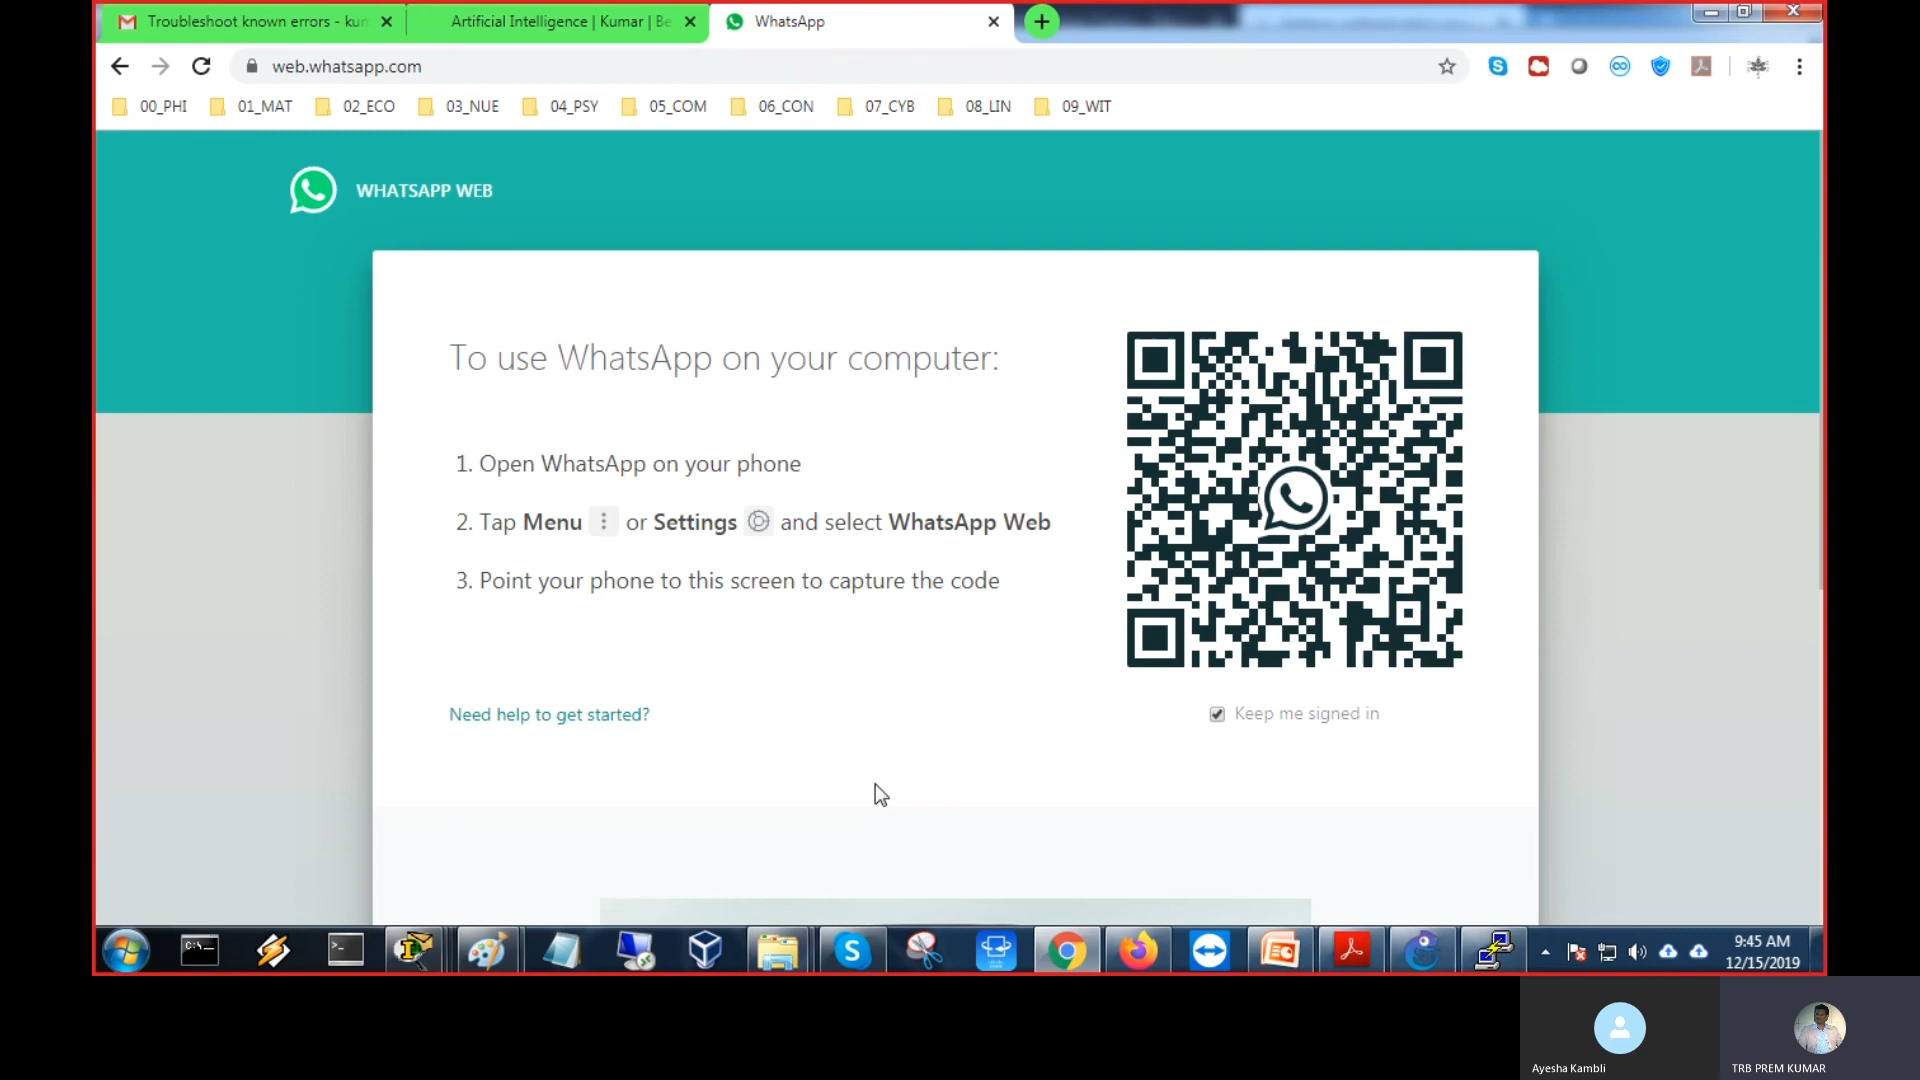 Troubleshoot known errors - kum
Artificial Intelligence | Kumar | Be
WhatsApp
web.whatsapp.com
00_PHI
01_MAT
02_ECO
03_NUE
04_PSY
05_COM
06_CON
07_CYB
08_LIN
09_WIT
WHATSAPP WEB
To use WhatsApp on your computer:
1. Open WhatsApp on your phone
2. Tap Menu or Settings and select WhatsApp Web
3. Point your phone to this screen to capture the code
Need help to get started?
Keep me signed in
9:45 AM
12/15/2019
Ayesha Kambli
TRB PREM KUMAR